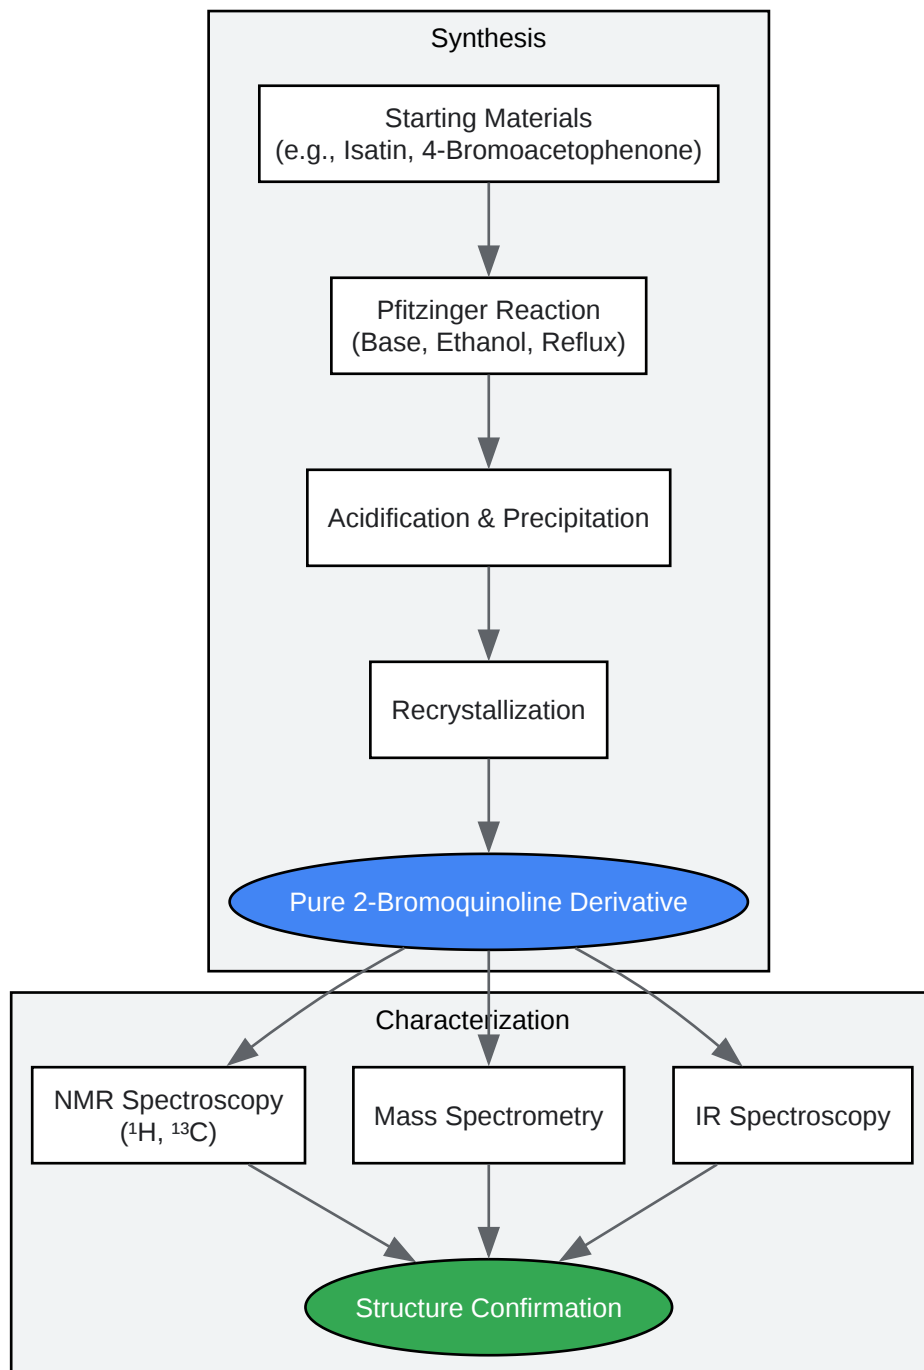 Synthesis
Starting Materials
(e.g., Isatin, 4-Bromoacetophenone)
Pfitzinger Reaction
(Base, Ethanol, Reflux)
Acidification & Precipitation
Recrystallization
Pure 2-Bromoquinoline Derivative
Characterization
NMR Spectroscopy
(¹H, ¹³C)
Mass Spectrometry
IR Spectroscopy
Structure Confirmation